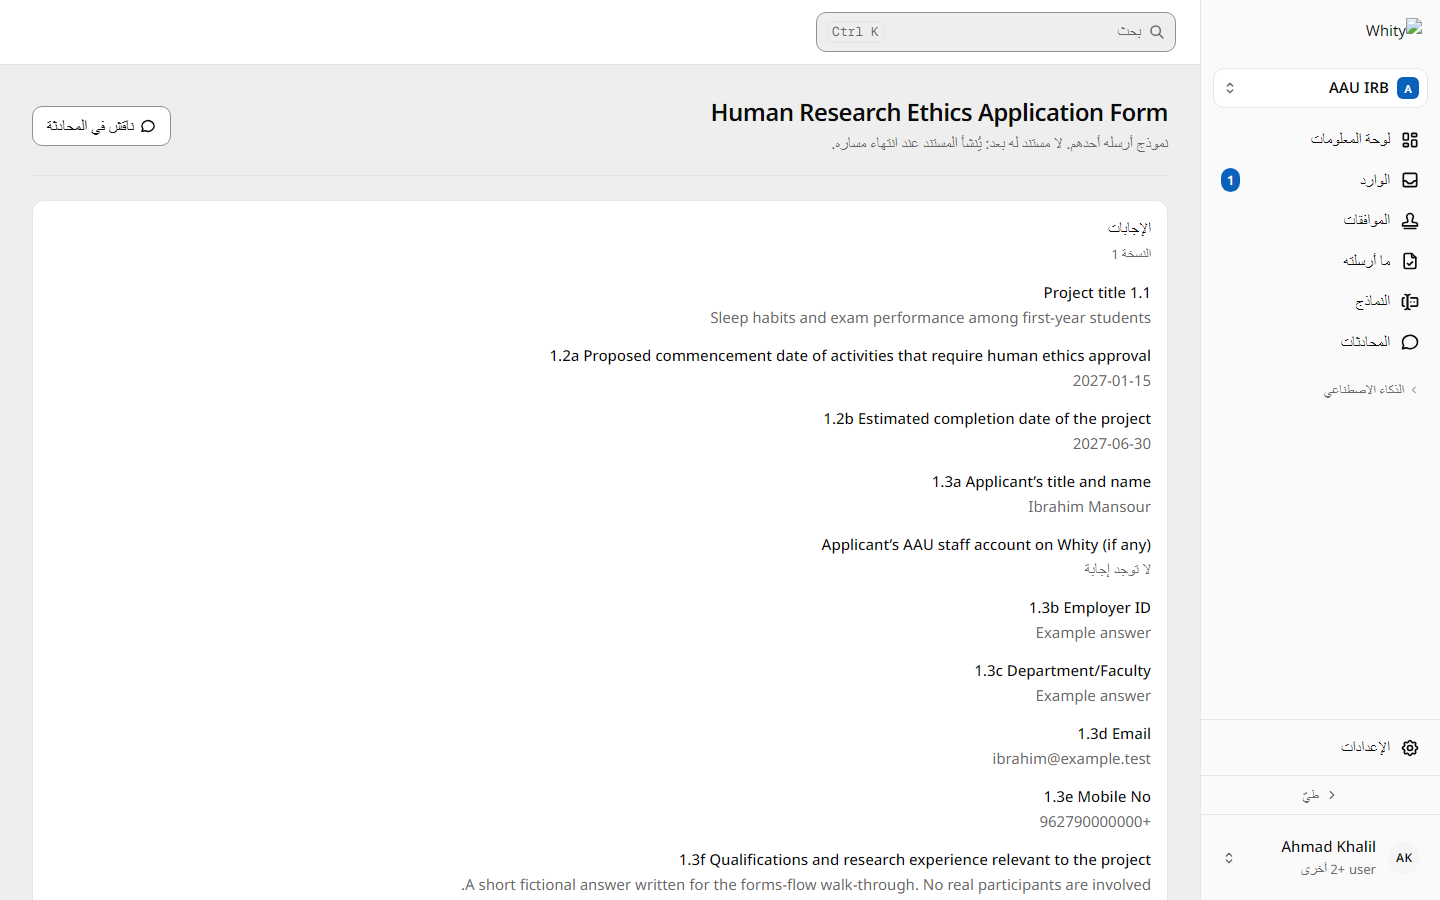 Whity
AAU IRB
A
لوحة المعلومات
الوارد
1
الموافقات
ما أرسلته
النماذج
المحادثات
الذكاء الاصطناعي
الإعدادات
طيّ
Ahmad Khalil
user +2 أخرى
AK
بحث
Ctrl K
Human Research Ethics Application Form
نموذج أرسله أحدهم. لا مستند له بعد: يُنشأ المستند عند انتهاء مساره.
ناقش في المحادثة
الإجابات
النسخة 1
Project title 1.1
Sleep habits and exam performance among first-year students
1.2a Proposed commencement date of activities that require human ethics approval
2027-01-15
1.2b Estimated completion date of the project
2027-06-30
1.3a Applicant’s title and name
Ibrahim Mansour
Applicant’s AAU staff account on Whity (if any)
لا توجد إجابة
1.3b Employer ID
Example answer
1.3c Department/Faculty
Example answer
1.3d Email
ibrahim@example.test
1.3e Mobile No
962790000000+
1.3f Qualifications and research experience relevant to the project
.A short fictional answer written for the forms-flow walk-through. No real participants are involved